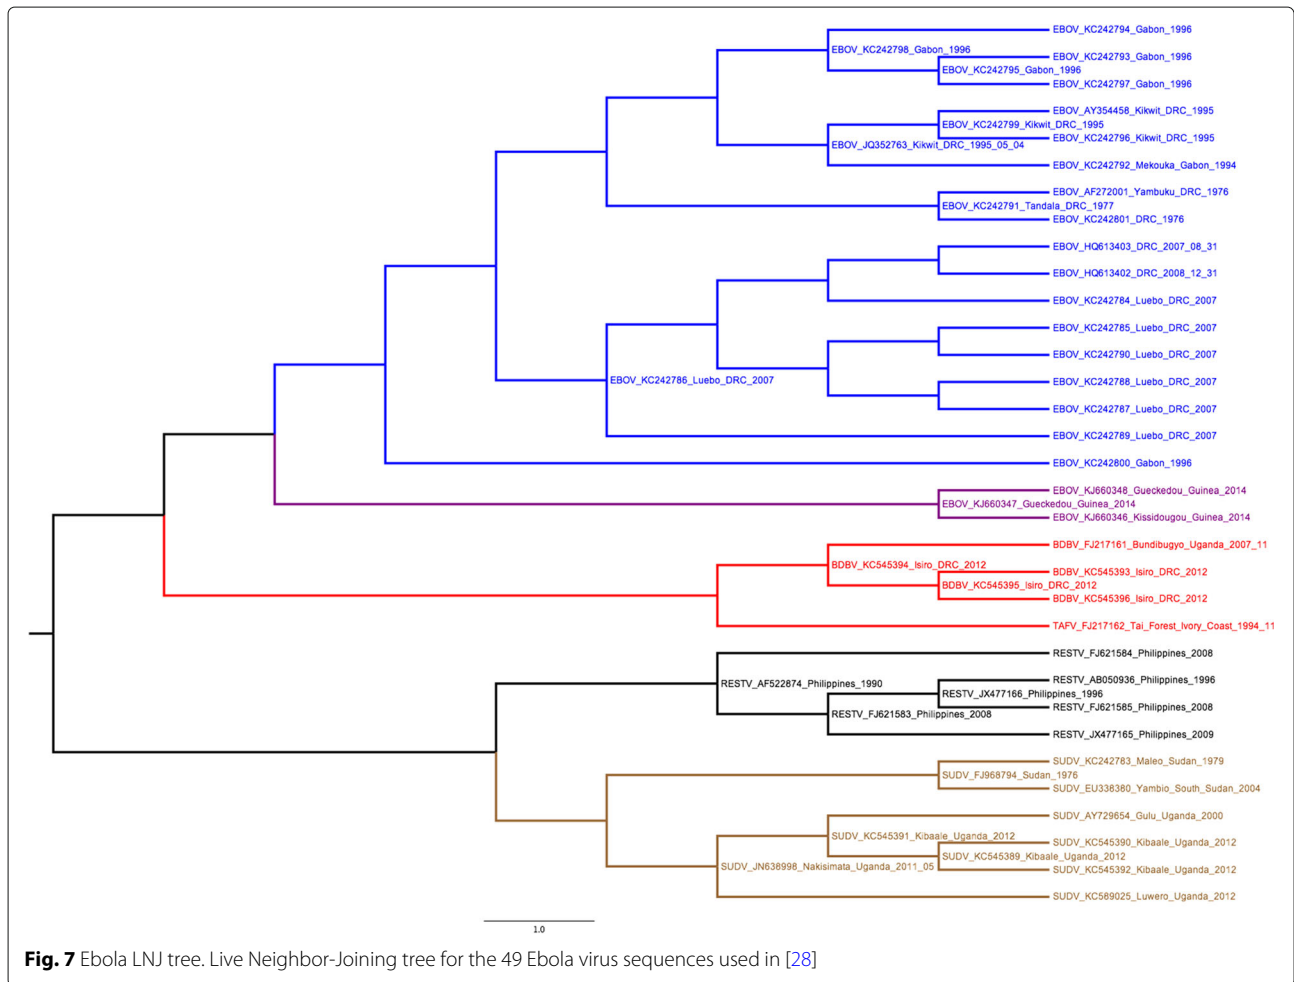 EBOV_KC242794_Gabon_1996
EBOV_KC242798_Gabon_1996
EBOV_KC242793_Gabon_1996
EBOV_KC242795_Gabon_1996
EBOV_KC242797_Gabon_1996
EBOV_AY354458_Kikwit_DRC_1995
EBOV_KC242799_Kikwit_DRC_1995
EBOV_KC242796_Kikwit_DRC_1995
EBOV_JQ352763_Kikwit_DRC_1995_05_04
EBOV_KC242792_Mekouka_Gabon_1994
EBOV_AF272001_Yambuku_DRC_1976
EBOV_KC242791_Tandala_DRC_1977
EBOV_KC242801_DRC_1976
EBOV_HQ613403_DRC_2007_08_31
EBOV_HQ613402_DRC_2008_12_31
EBOV_KC242784_Luebo_DRC_2007
EBOV_KC242785_Luebo_DRC_2007
EBOV_KC242790_Luebo_DRC_2007
EBOV_KC242786_Luebo_DRC_2007
EBOV_KC242788_Luebo_DRC_2007
EBOV_KC242787_Luebo_DRC_2007
EBOV_KC242789_Luebo_DRC_2007
EBOV_KC242800_Gabon_1996
EBOV_KJ660348_Gueckedou_Guinea_2014
EBOV_KJ660347_Gueckedou_Guinea_2014
EBOV_KJ660346_Kissidougou_Guinea_2014
BDBV_FJ217161_Bundibugyo_Uganda_2007_11
BDBV_KC545394_Isiro_DRC_2012
BDBV_KC545393_Isiro_DRC_2012
BDBV_KC545395_Isiro_DRC_2012
BDBV_KC545396_Isiro_DRC_2012
TAFV_FJ217162_Tai_Forest_Ivory_Coast_1994_11
RESTV_FJ621584_Philippines_2008
RESTV_AB050936_Philippines_1996
RESTV_AF522874_Philippines_1990
RESTV_JX477166_Philippines_1996
RESTV_FJ621585_Philippines_2008
RESTV_FJ621583_Philippines_2008
RESTV_JX477165_Philippines_2009
SUDV_KC242783_Maleo_Sudan_1979
SUDV_FJ968794_Sudan_1976
SUDV_EU338380_Yambio_South_Sudan_2004
SUDV_AY729654_Gulu_Uganda_2000
SUDV_KC545391_Kibaale_Uganda_2012
SUDV_KC545390_Kibaale_Uganda_2012
SUDV_KC545389_Kibaale_Uganda_2012
SUDV_JN638998_Nakisimata_Uganda_2011_05
SUDV_KC545392_Kibaale_Uganda_2012
SUDV_KC589025_Luwero_Uganda_2012
1.0
Fig. 7 Ebola LNJ tree. Live Neighbor-Joining tree for the 49 Ebola virus sequences used in [28]